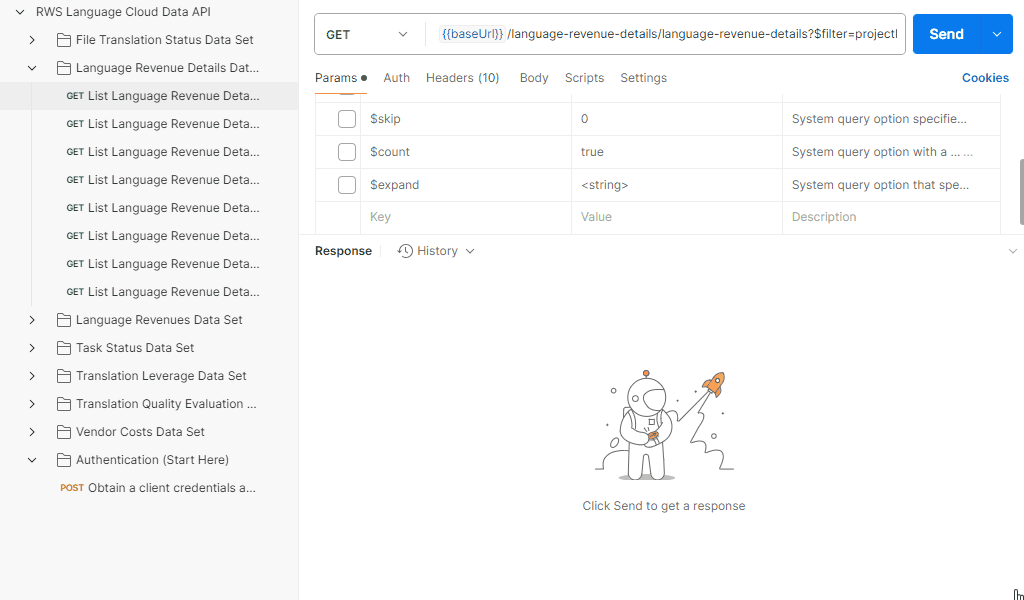 RWS Language Cloud Data API
File Translation Status Data Set
Language Revenue Details Dat...
GET List Language Revenue Deta...
GET List Language Revenue Deta...
GET List Language Revenue Deta...
GET List Language Revenue Deta...
GET List Language Revenue Deta...
GET List Language Revenue Deta...
GET List Language Revenue Deta...
GET List Language Revenue Deta...
Language Revenues Data Set
Task Status Data Set
Translation Leverage Data Set
Translation Quality Evaluation ...
Vendor Costs Data Set
Authentication (Start Here)
POST Obtain a client credentials a...
GET {{baseUrl}} /language-revenue-details/language-revenue-details?$filter=project Send
Params Auth Headers (10) Body Scripts Settings Cookies
$skip 0 System query option specifie...
$count true System query option with a ... ...
$expand <string> System query option that spe...
Key Value Description
Response History
Click Send to get a response